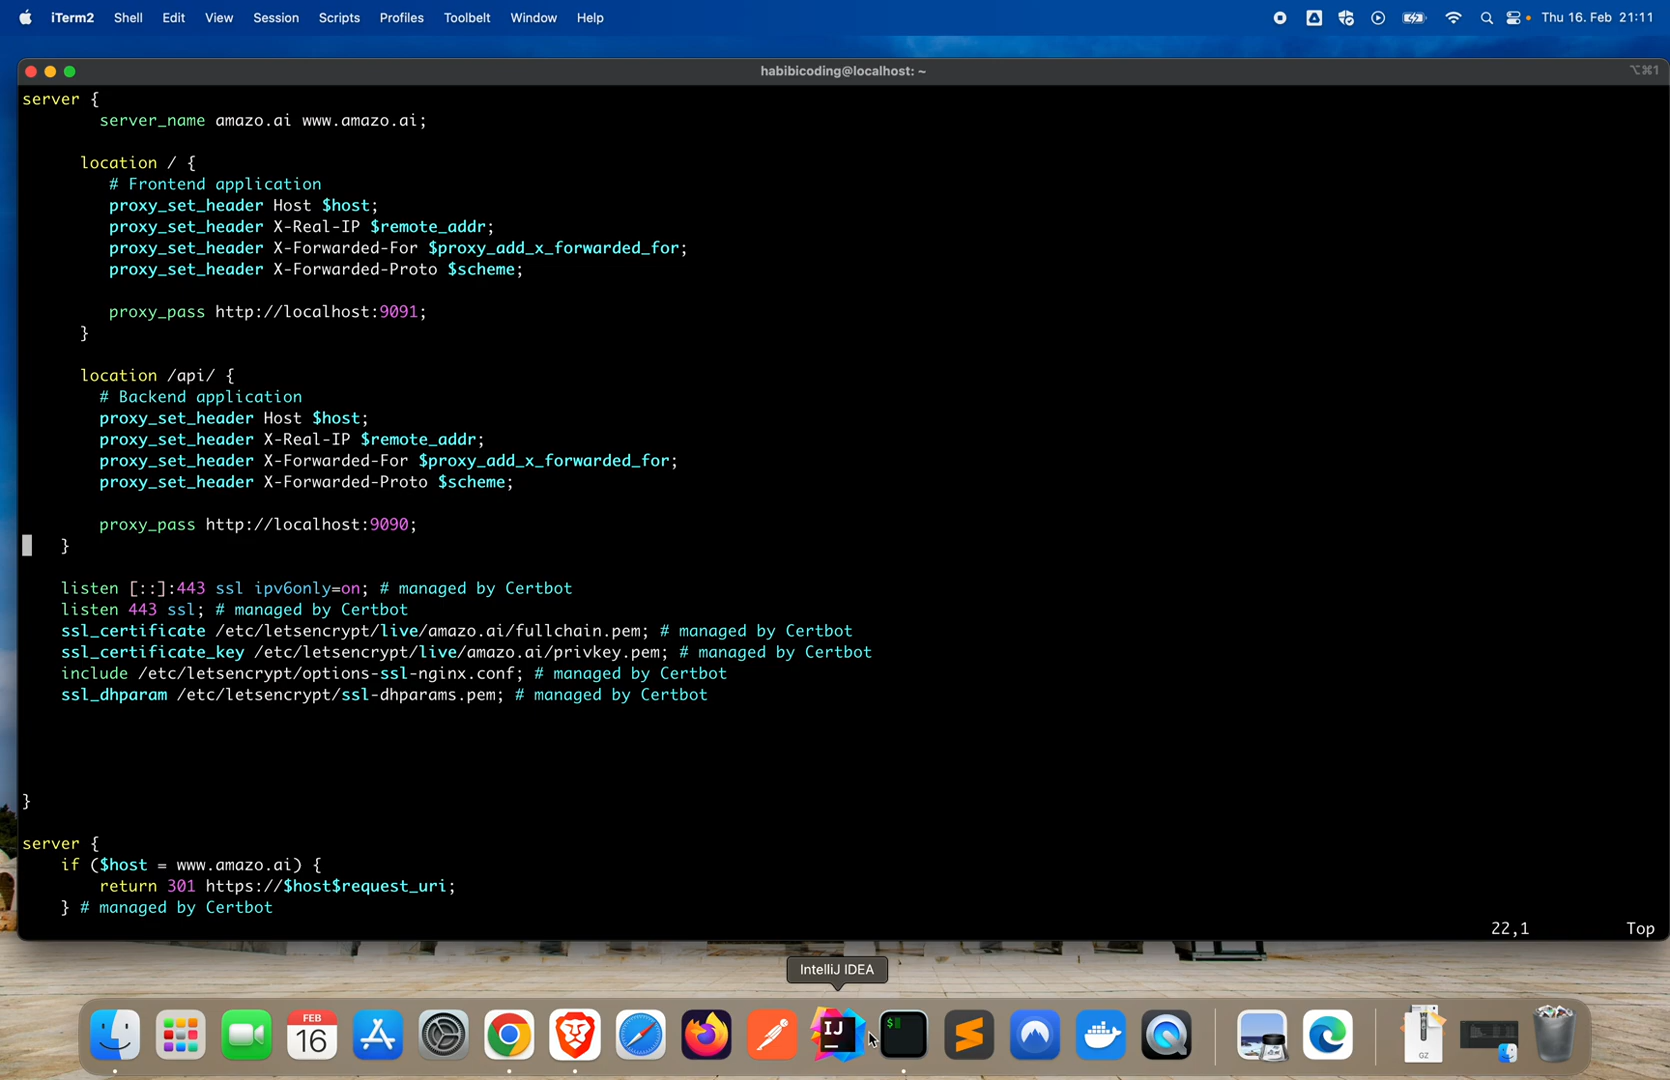 iTerm2 Shell Edit View Session Scripts Profiles Toolbelt Window Help Thu 16. Feb 21:11
habibicoding@localhost: ~ ⌥⌘1
server {
server_name amazo.ai www.amazo.ai;
location / {
# Frontend application
proxy_set_header Host $host;
proxy_set_header X-Real-IP $remote_addr;
proxy_set_header X-Forwarded-For $proxy_add_x_forwarded_for;
proxy_set_header X-Forwarded-Proto $scheme;
proxy_pass http://localhost:9091;
}
location /api/ {
# Backend application
proxy_set_header Host $host;
proxy_set_header X-Real-IP $remote_addr;
proxy_set_header X-Forwarded-For $proxy_add_x_forwarded_for;
proxy_set_header X-Forwarded-Proto $scheme;
proxy_pass http://localhost:9090;
}
listen [::]:443 ssl ipv6only=on; # managed by Certbot
listen 443 ssl; # managed by Certbot
ssl_certificate /etc/letsencrypt/live/amazo.ai/fullchain.pem; # managed by Certbot
ssl_certificate_key /etc/letsencrypt/live/amazo.ai/privkey.pem; # managed by Certbot
include /etc/letsencrypt/options-ssl-nginx.conf; # managed by Certbot
ssl_dhparam /etc/letsencrypt/ssl-dhparams.pem; # managed by Certbot
}
server {
if ($host = www.amazo.ai) {
return 301 https://$host$request_uri;
} # managed by Certbot
22,1 Top
IntelliJ IDEA
FEB
16
IJ
$
GZ